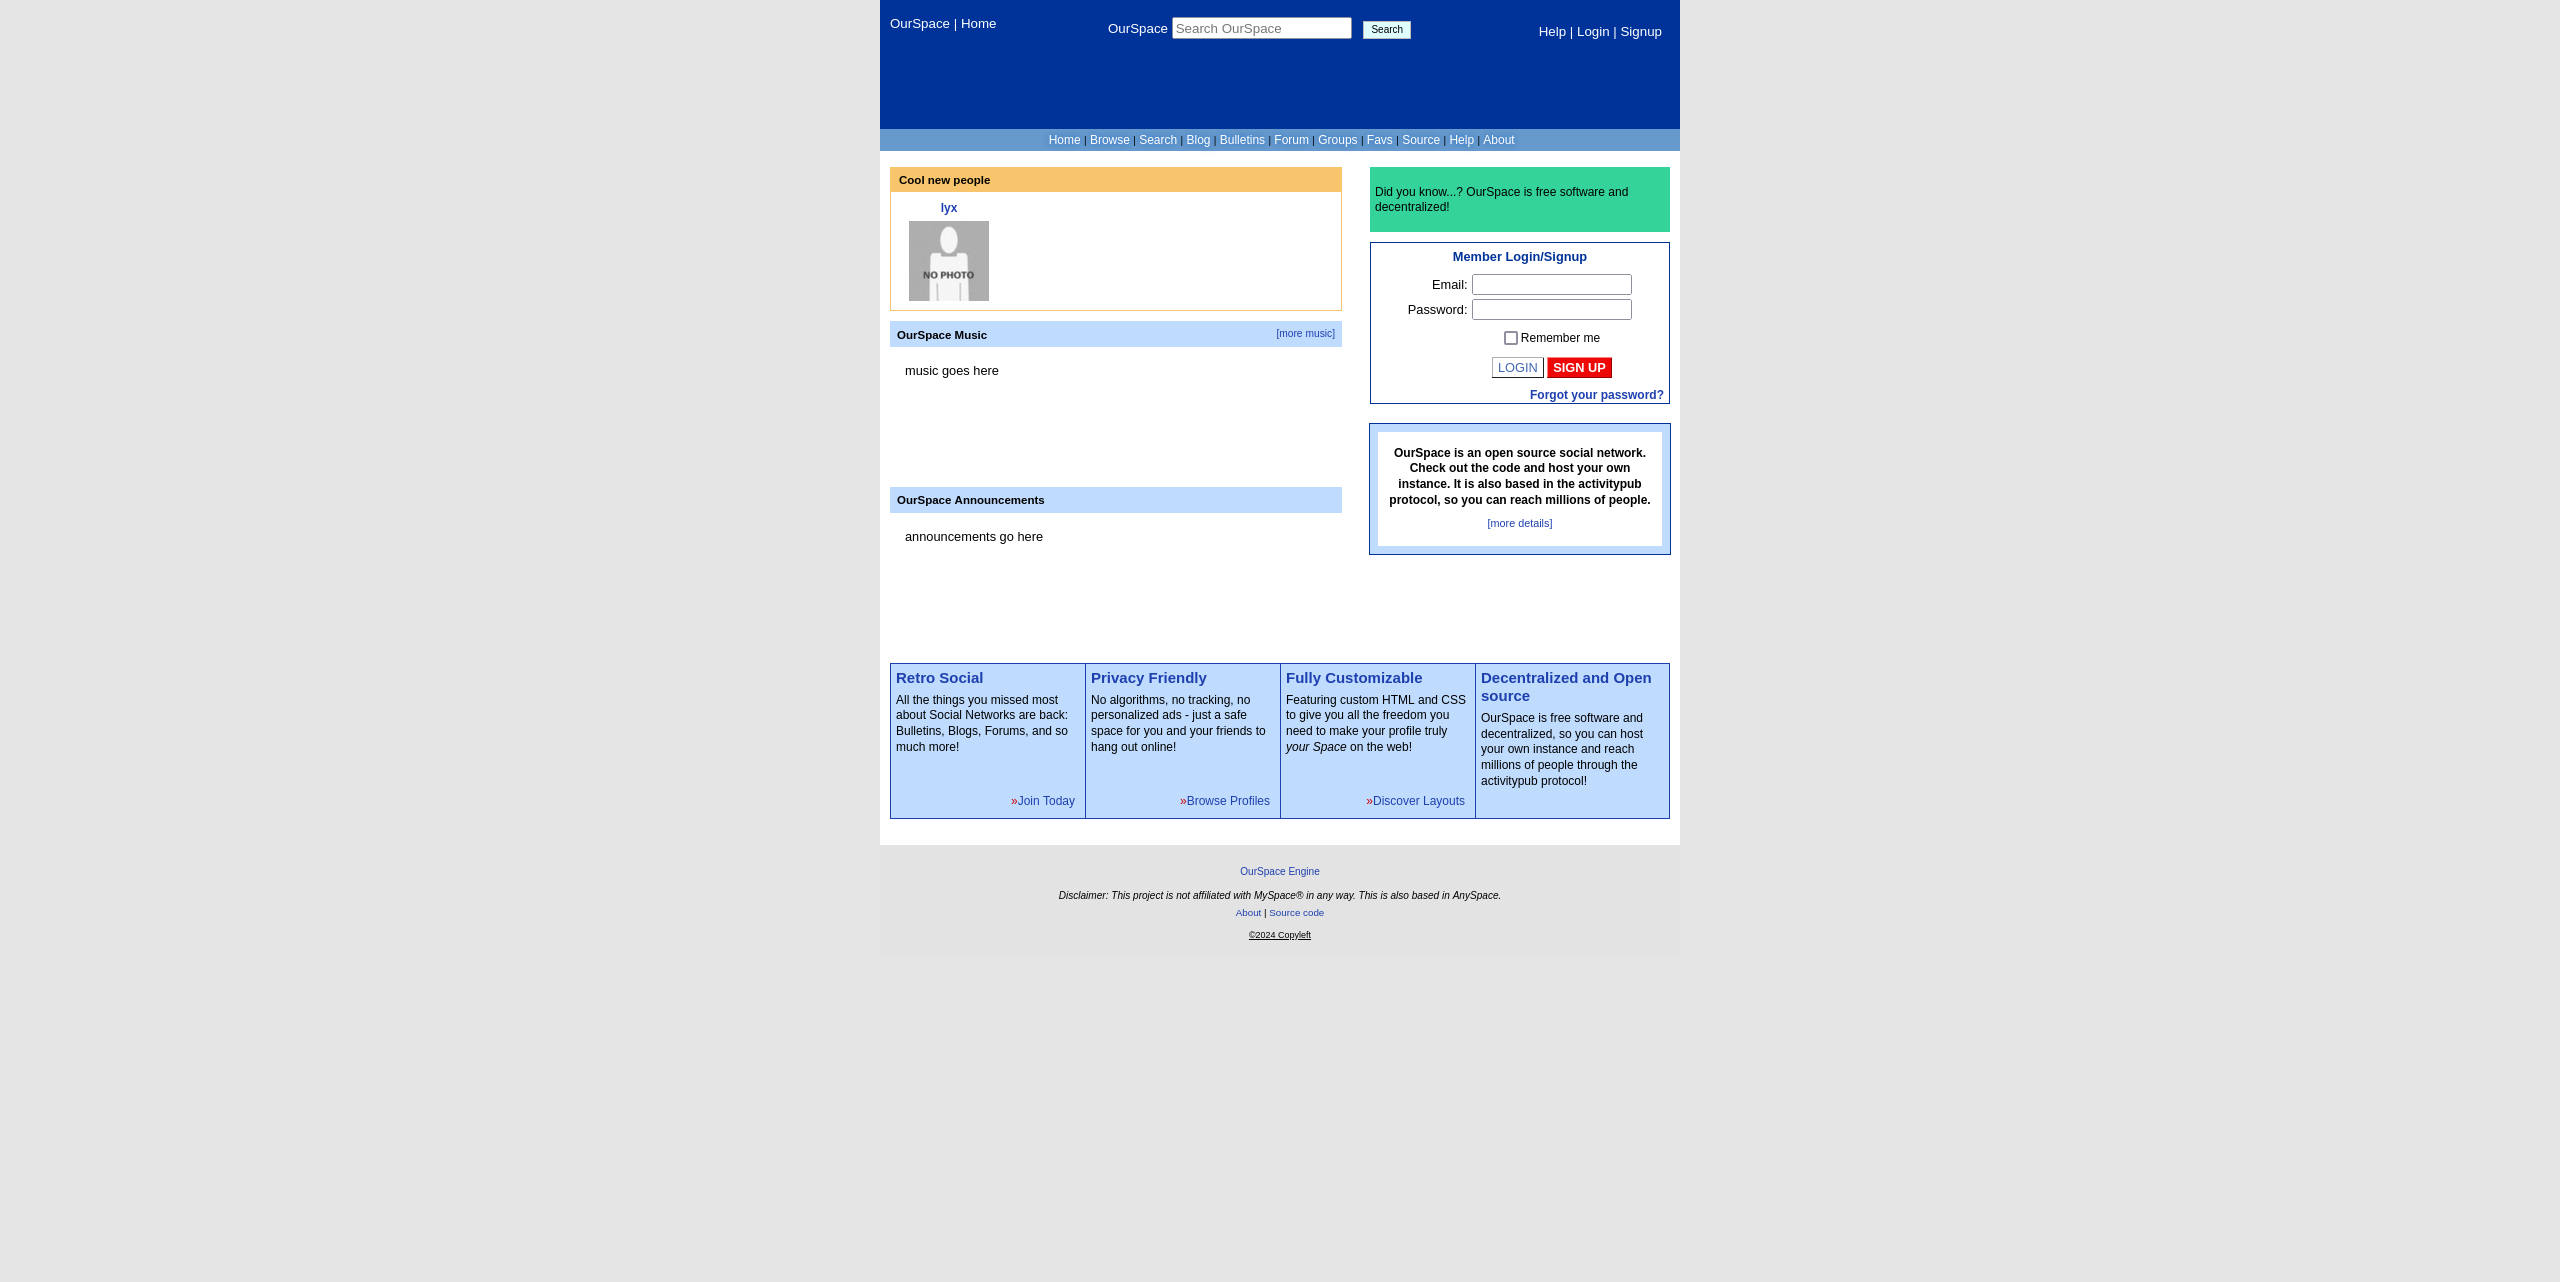 OurSpace | Home
OurSpace Search OurSpace Search
Help | Login | Signup
Home | Browse | Search | Blog | Bulletins | Forum | Groups | Favs | Source | Help | About
Cool new people
lyx
NO PHOTO
OurSpace Music [more music]
music goes here
OurSpace Announcements
announcements go here
Did you know...? OurSpace is free software and
decentralized!
Member Login/Signup
Email:
Password:
Remember me
LOGIN SIGN UP
Forgot your password?
OurSpace is an open source social network.
Check out the code and host your own
instance. It is also based in the activitypub
protocol, so you can reach millions of people.
[more details]
Retro Social
All the things you missed most
about Social Networks are back:
Bulletins, Blogs, Forums, and so
much more!
»Join Today
Privacy Friendly
No algorithms, no tracking, no
personalized ads - just a safe
space for you and your friends to
hang out online!
»Browse Profiles
Fully Customizable
Featuring custom HTML and CSS
to give you all the freedom you
need to make your profile truly
your Space on the web!
»Discover Layouts
Decentralized and Open
source
OurSpace is free software and
decentralized, so you can host
your own instance and reach
millions of people through the
activitypub protocol!
OurSpace Engine
Disclaimer: This project is not affiliated with MySpace® in any way. This is also based in AnySpace.
About | Source code
©2024 Copyleft